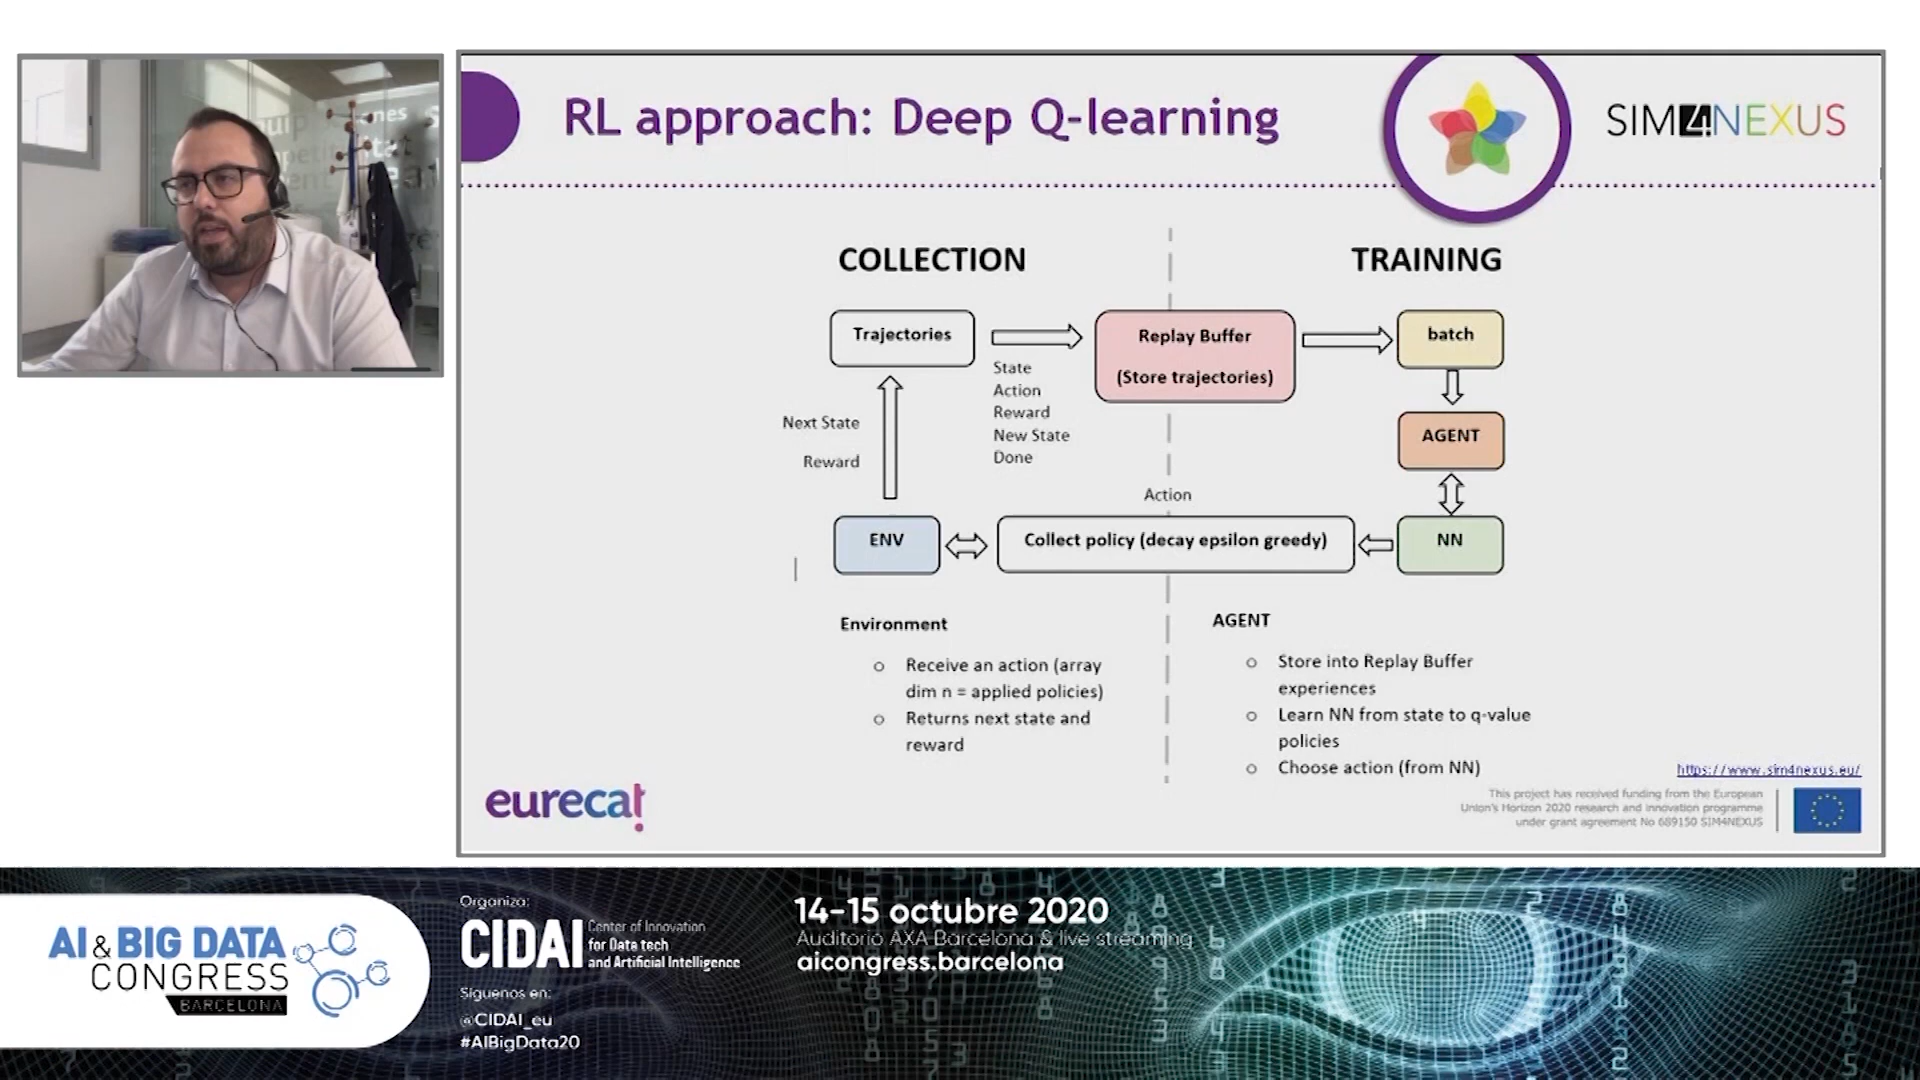 RL approach: Deep Q-learning
SIM4NEXUS
COLLECTION
TRAINING
Trajectories
Replay Buffer
(Store trajectories)
batch
State
Action
Reward
New State
Done
Next State
Reward
AGENT
Action
ENV
Collect policy (decay epsilon greedy)
NN
Environment
o Receive an action (array
dim n = applied policies)
o Returns next state and
reward
AGENT
o Store into Replay Buffer
experiences
o Learn NN from state to q-value
policies
o Choose action (from NN)
https://www.sim4nexus.eu/
This project has received funding from the European
Union's Horizon 2020 research and innovation programme
under grant agreement No 689150 SIM4NEXUS
eurecat
AI & BIG DATA
CONGRESS
BARCELONA
Organiza:
CIDAI
Center of Innovation
for Data tech
and Artificial Intelligence
Síguenos en:
@CIDAI_eu
#AIBigData20
14-15 octubre 2020
Auditorio AXA Barcelona & live streaming
aicongress.barcelona